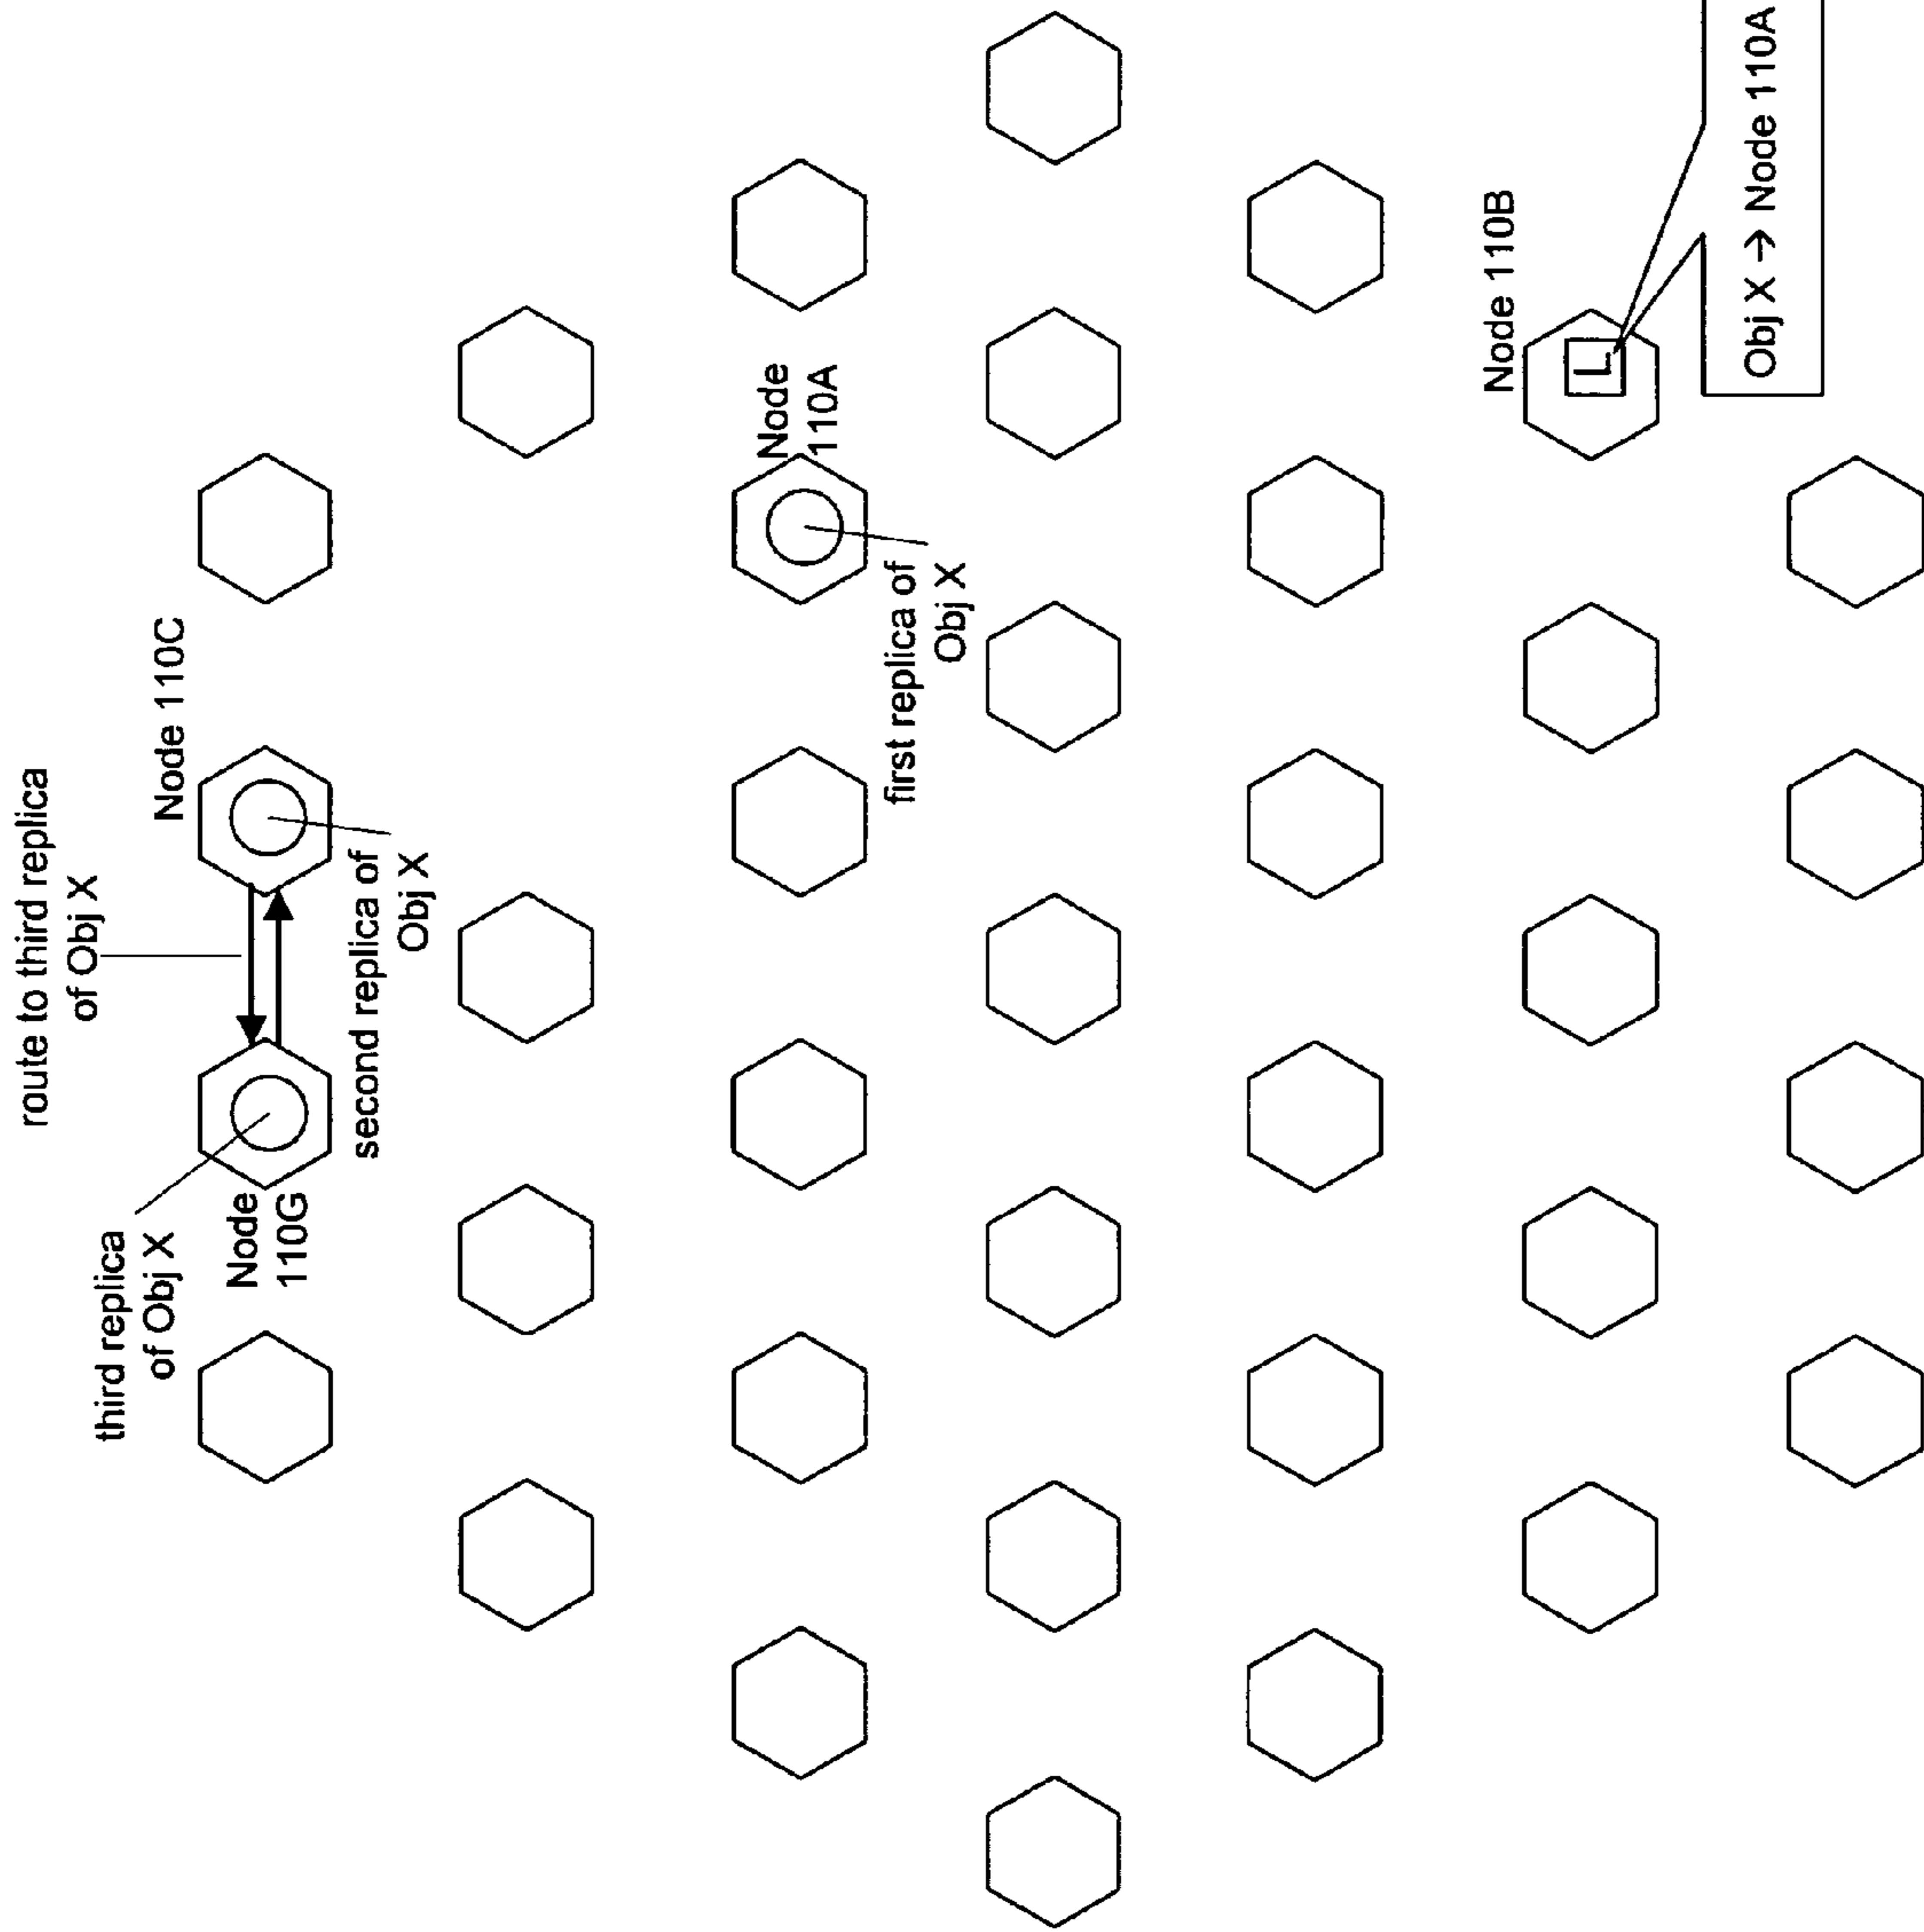 route to third replica
of Obj X
third replica
of Obj X
Node
110G
Node 110C
second replica of
Obj X
Node
110A
first replica of
Obj X
Node 110B
L
Obj X → Node 110A